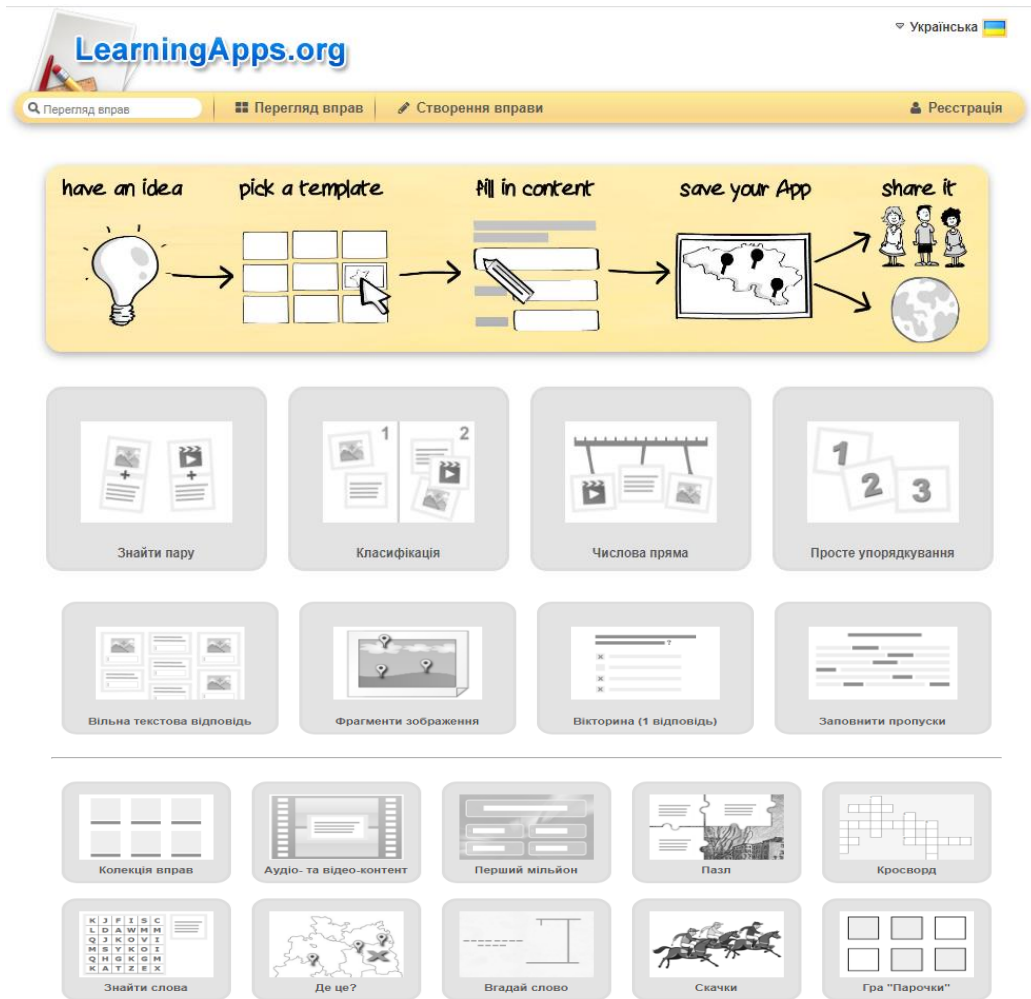 Українська
LearningApps.org
Перегляд вправ
Перегляд вправ
Створення вправи
Реєстрація
have an idea
pick a template
fill in content
save your App
share it
1
2
1
2
3
Знайти пару
Класифікація
Числова пряма
Просте упорядкування
?
Вільна текстова відповідь
Фрагменти зображення
Вікторина (1 відповідь)
Заповнити пропуски
Колекція вправ
Аудіо- та відео-контент
Перший мільйон
Пазл
Кросворд
K J F I S C
L D A W M M
Q J K O V I
M S Y K O I
Q H G K G M
K A T Z E X
Знайти слова
Де це?
Вгадай слово
Скачки
Гра "Парочки"